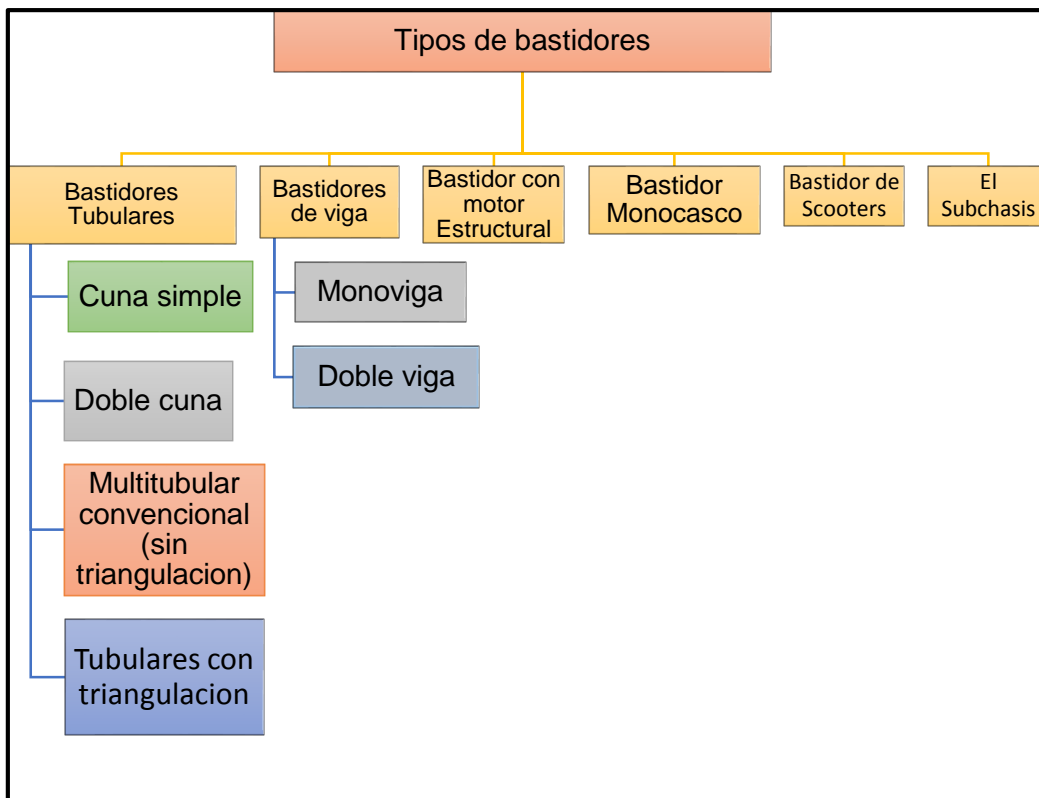 Tipos de bastidores
Bastidores
Tubulares
Bastidores
de viga
Bastidor con
motor
Estructural
Bastidor
Monocasco
Bastidor de
Scooters
El
Subchasis
Cuna simple
Doble cuna
Multitubular
convencional
(sin
triangulacion)
Tubulares con
triangulacion
Monoviga
Doble viga